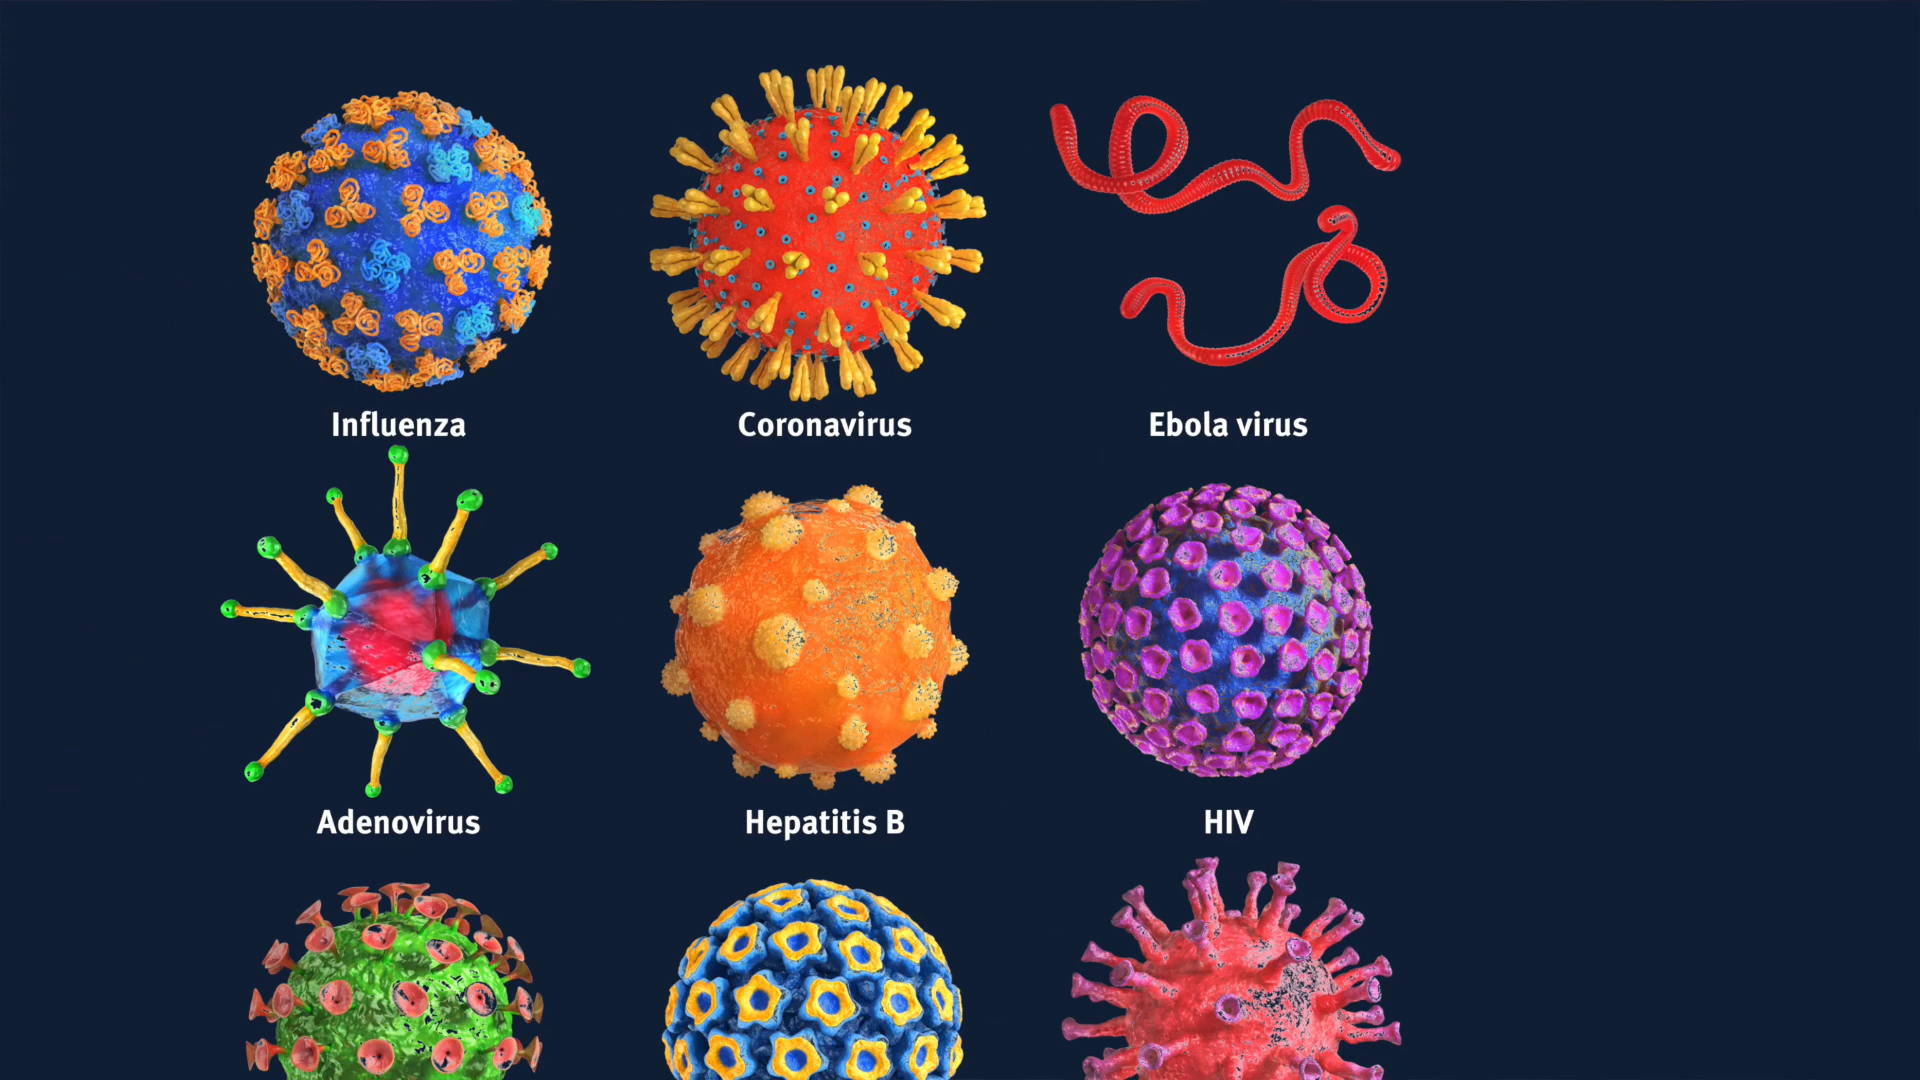 Influenza
Coronavirus
Ebola virus
Adenovirus
Hepatitis B
HIV